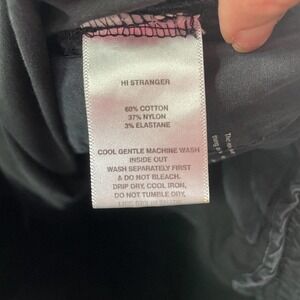 HI STRANGER
60% COTTON
37% NYLON
3% ELASTANE
COOL GENTLE MACHINE WASH
INSIDE OUT
WASH SEPARATELY FIRST
& DO NOT BLEACH.
DRIP DRY, COOL IRON,
DO NOT TUMBLE DRY,